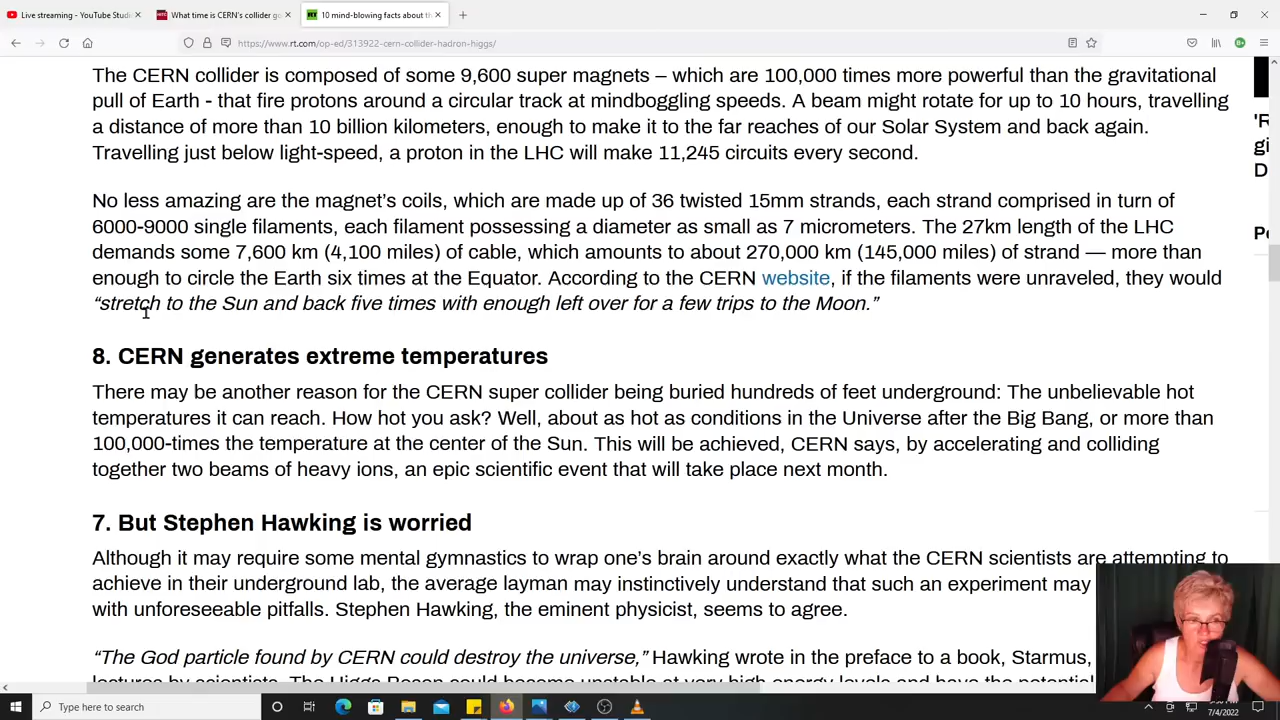 Live streaming - YouTube Stud
What time is CERN's collider g
10 mind-blowing facts about th
https://www.rt.com/op-ed/313922-cern-collider-hadron-higgs/
The CERN collider is composed of some 9,600 super magnets – which are 100,000 times more powerful than the gravitational
pull of Earth - that fire protons around a circular track at mindboggling speeds. A beam might rotate for up to 10 hours, travelling
a distance of more than 10 billion kilometers, enough to make it to the far reaches of our Solar System and back again.
Travelling just below light-speed, a proton in the LHC will make 11,245 circuits every second.
No less amazing are the magnet's coils, which are made up of 36 twisted 15mm strands, each strand comprised in turn of
6000-9000 single filaments, each filament possessing a diameter as small as 7 micrometers. The 27km length of the LHC
demands some 7,600 km (4,100 miles) of cable, which amounts to about 270,000 km (145,000 miles) of strand — more than
enough to circle the Earth six times at the Equator. According to the CERN website, if the filaments were unraveled, they would
“stretch to the Sun and back five times with enough left over for a few trips to the Moon.”
8. CERN generates extreme temperatures
There may be another reason for the CERN super collider being buried hundreds of feet underground: The unbelievable hot
temperatures it can reach. How hot you ask? Well, about as hot as conditions in the Universe after the Big Bang, or more than
100,000-times the temperature at the center of the Sun. This will be achieved, CERN says, by accelerating and colliding
together two beams of heavy ions, an epic scientific event that will take place next month.
7. But Stephen Hawking is worried
Although it may require some mental gymnastics to wrap one's brain around exactly what the CERN scientists are attempting to
achieve in their underground lab, the average layman may instinctively understand that such an experiment may
with unforeseeable pitfalls. Stephen Hawking, the eminent physicist, seems to agree.
“The God particle found by CERN could destroy the universe,” Hawking wrote in the preface to a book, Starmus,
Type here to search
7/4/2022